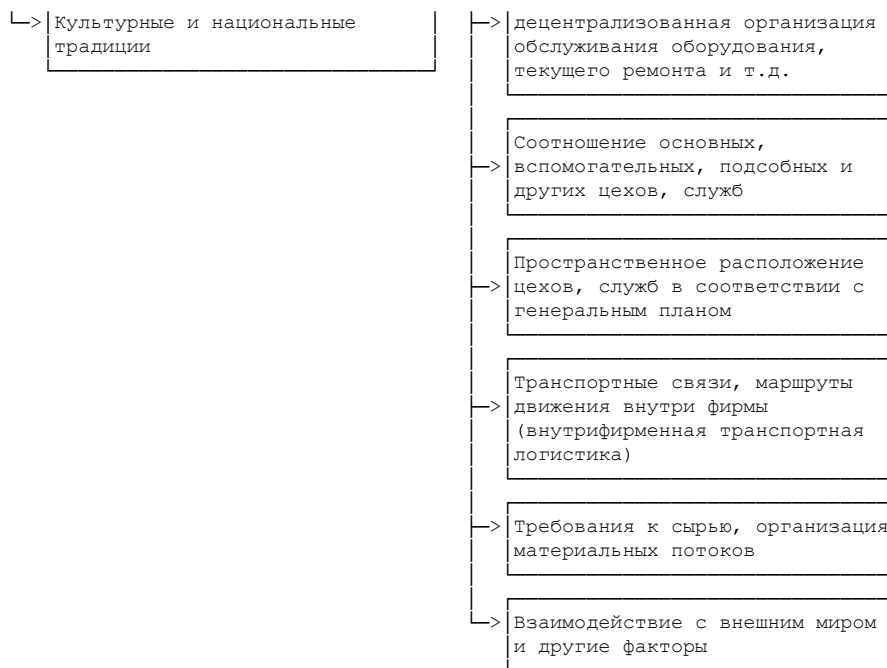 Культурные и национальные
традиции
децентрализованная организация
обслуживания оборудования,
текущего ремонта и т.д.
Соотношение основных,
вспомогательных, подсобных и
других цехов, служб
Пространственное расположение
цехов, служб в соответствии с
генеральным планом
Транспортные связи, маршруты
движения внутри фирмы
(внутрифирменная транспортная
логистика)
Требования к сырью, организация
материальных потоков
Взаимодействие с внешним миром
и другие факторы